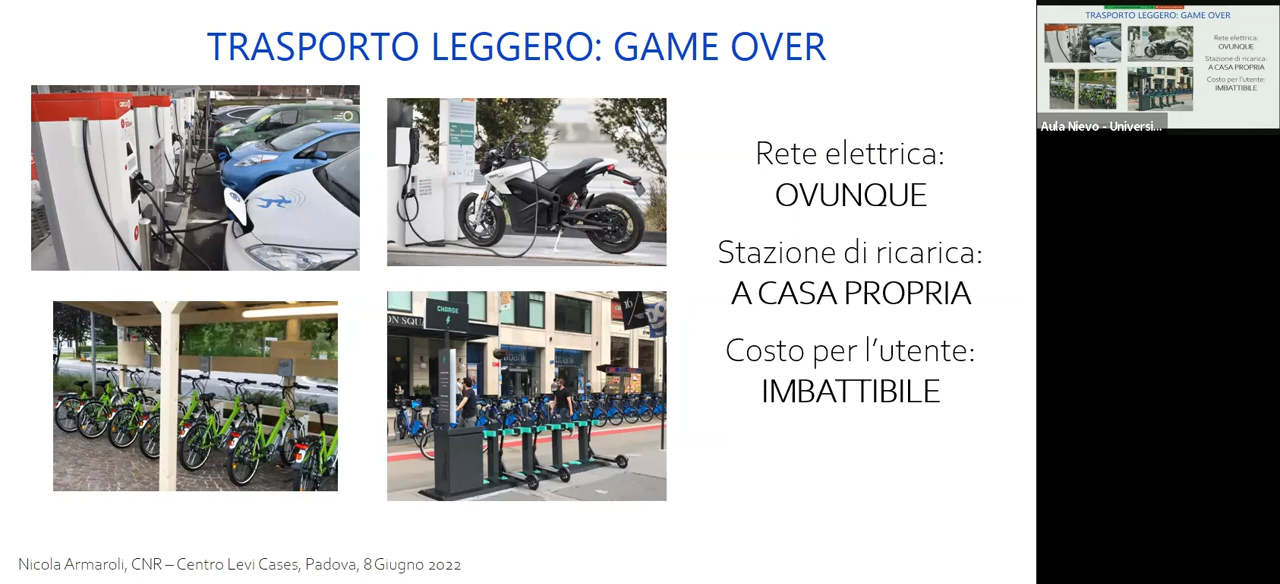 TRASPORTO LEGGERO: GAME OVER
Rete elettrica:
OVUNQUE
Stazione di ricarica:
A CASA PROPRIA
Costo per l'utente:
IMBATTIBILE
CHARGE
Nicola Armaroli, CNR – Centro Levi Cases, Padova, 8 Giugno 2022
TRASPORTO LEGGERO: GAME OVER
Rete elettrica:
OVUNQUE
Stazione di ricarica:
A CASA PROPRIA
Costo per l'utente:
IMBATTIBILE
Aula Nievo - Universi...